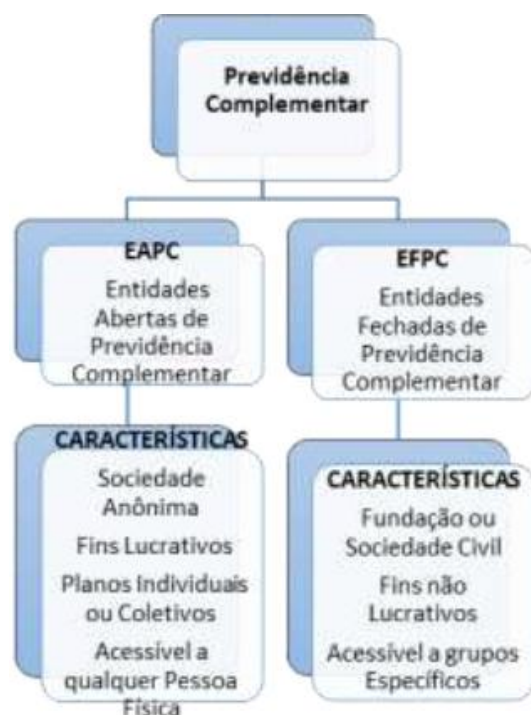 Previdência
Complementar
EAPC
Entidades
Abertas de
Previdência
Complementar
EFPC
Entidades
Fechadas de
Previdência
Complementar
CARACTERÍSTICAS
Sociedade
Anônima
Fins Lucrativos
Planos Individuais
ou Coletivos
Acessível a
qualquer Pessoa
Física
CARACTERÍSTICAS
Fundação ou
Sociedade Civil
Fins não
Lucrativos
Acessível a grupos
Específicos